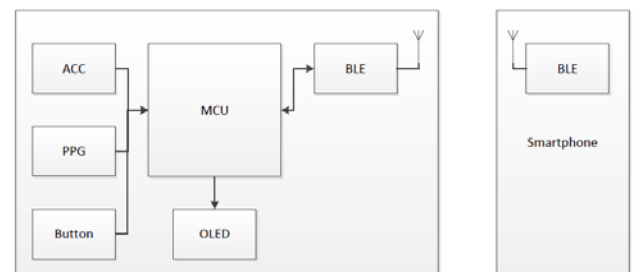 ACC
PPG
Button
MCU
OLED
BLE
BLE
Smartphone